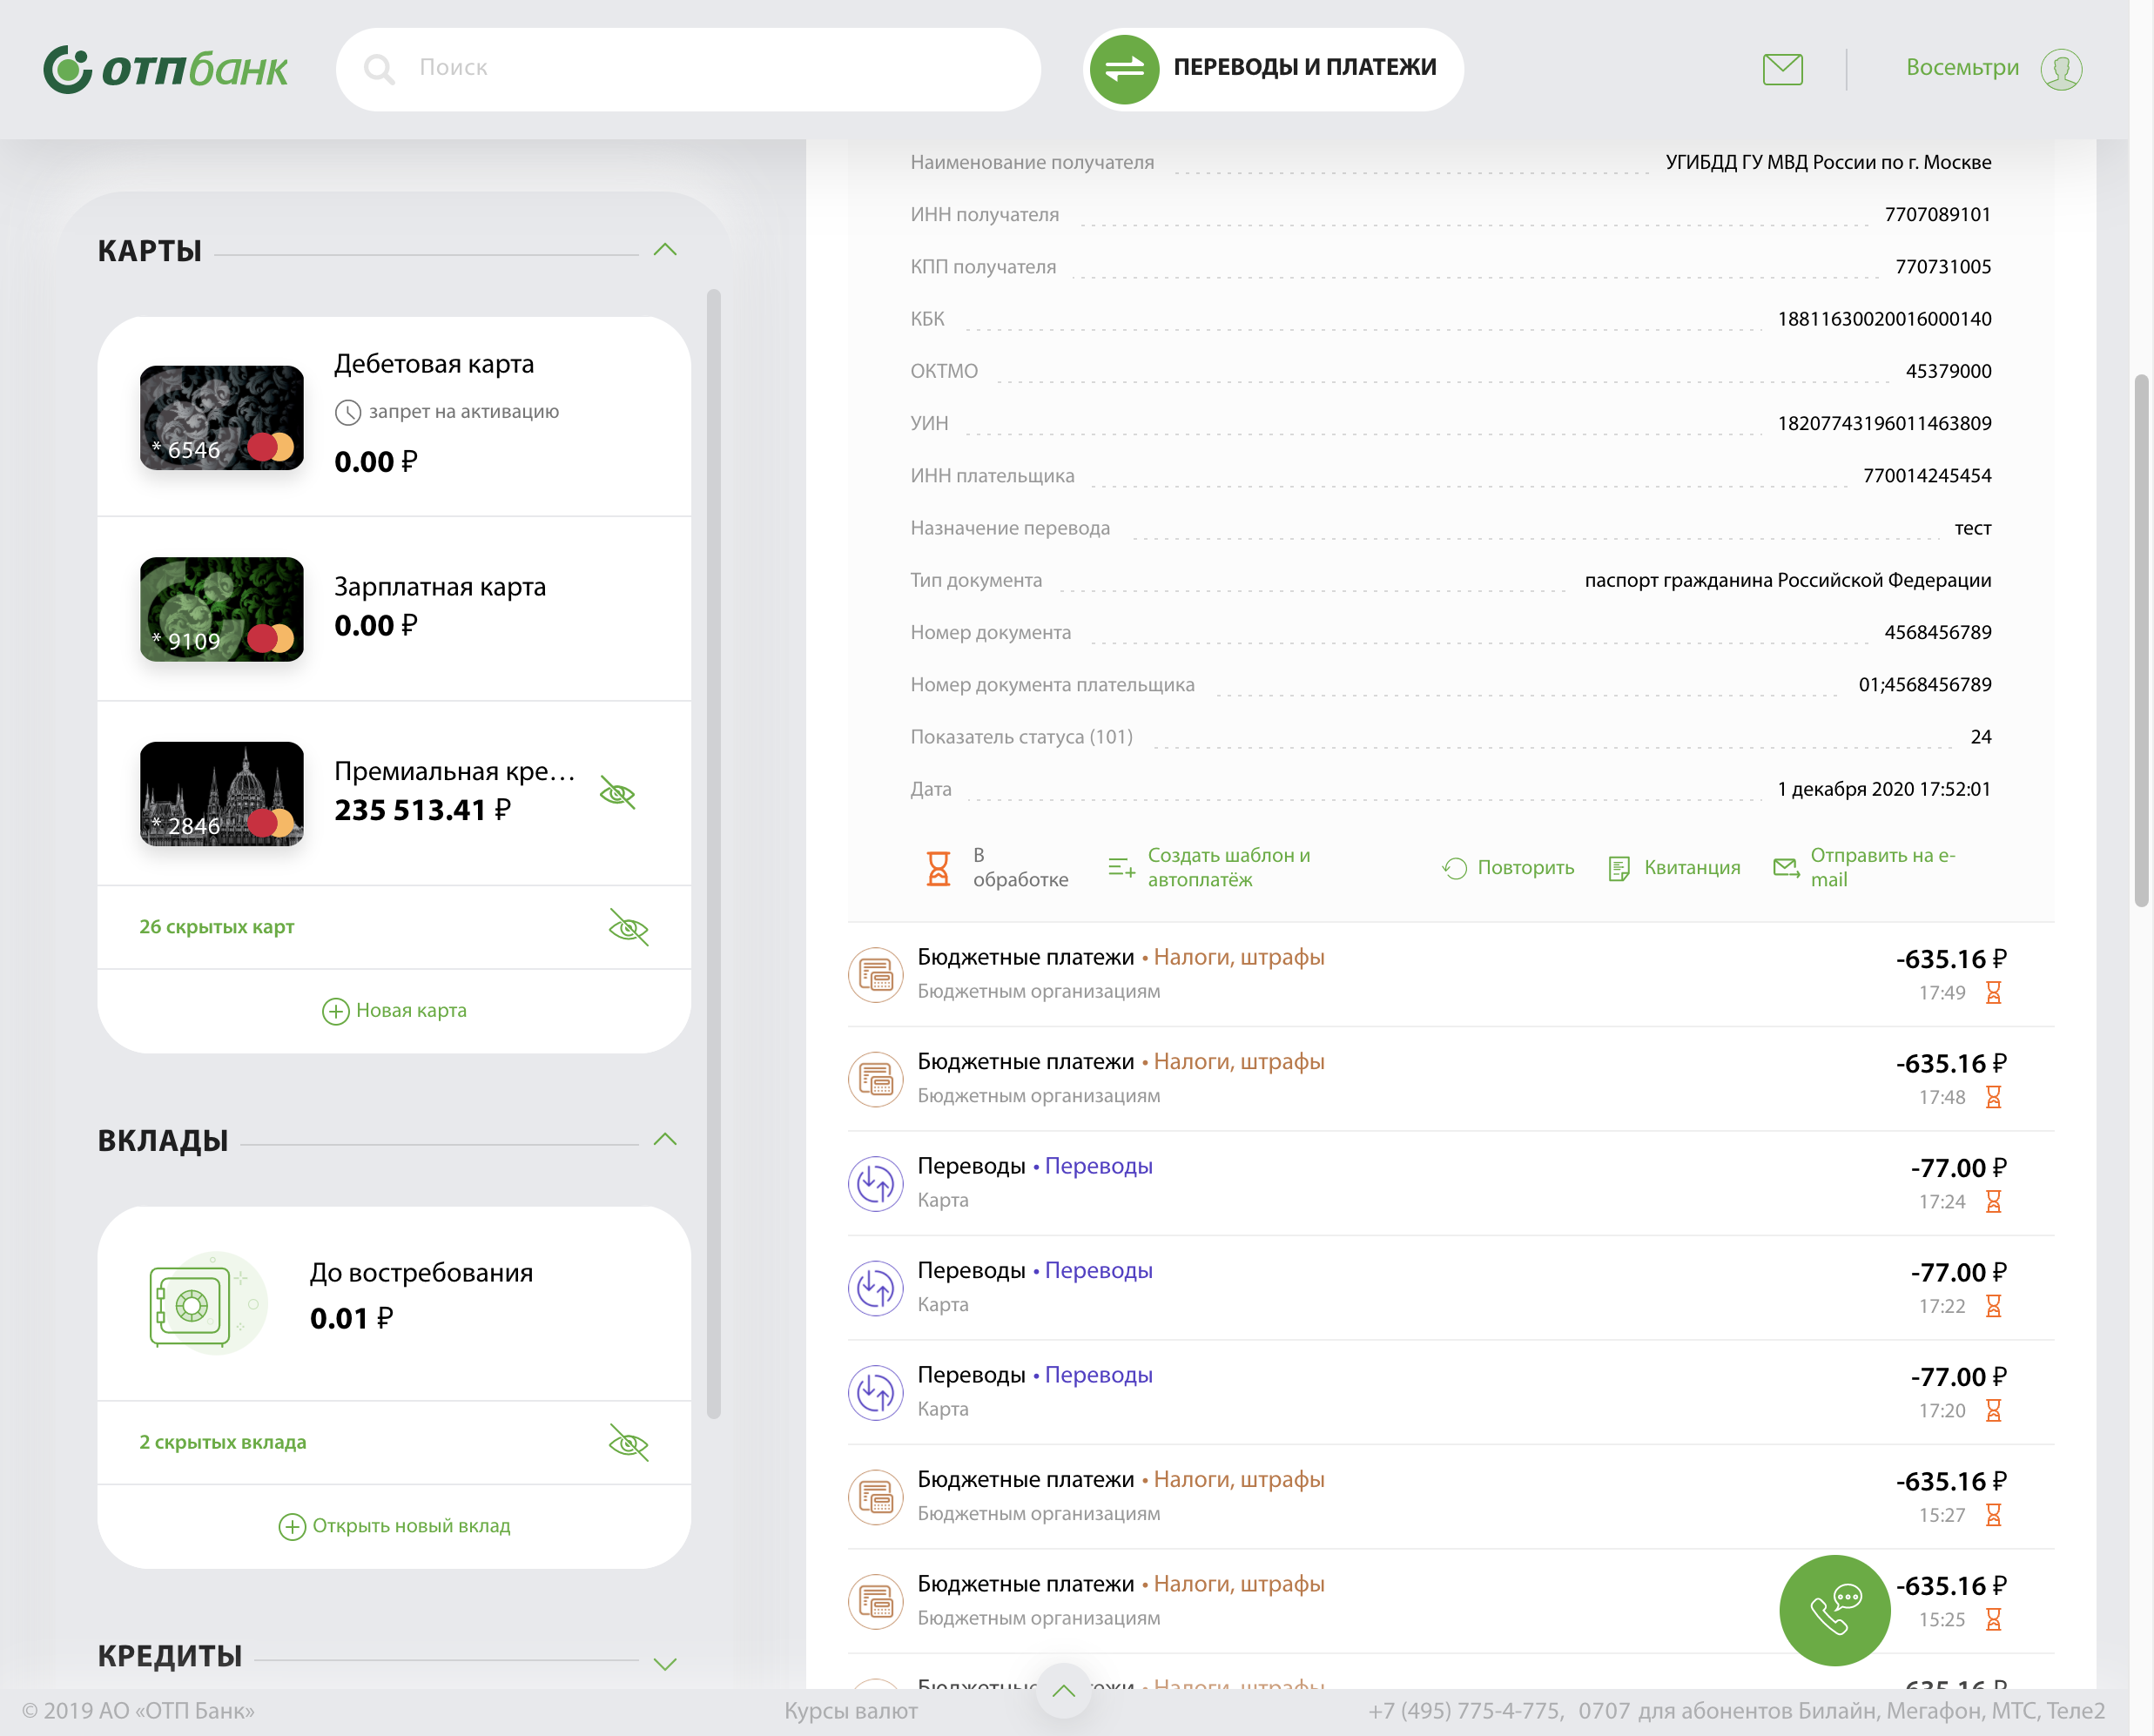 отпбанк
Поиск
ПЕРЕВОДЫ И ПЛАТЕЖИ
Восемьтри
КАРТЫ
Дебетовая карта
запрет на активацию
0.00 ₽
* 6546
Зарплатная карта
0.00 ₽
* 9109
Премиальная кре...
235 513.41 ₽
* 2846
26 скрытых карт
Новая карта
ВКЛАДЫ
До востребования
0.01 ₽
2 скрытых вклада
Открыть новый вклад
КРЕДИТЫ
Наименование получателя УГИБДД ГУ МВД России по г. Москве
ИНН получателя 7707089101
КПП получателя 770731005
КБК 18811630020016000140
ОКТМО 45379000
УИН 18207743196011463809
ИНН плательщика 770014245454
Назначение перевода тест
Тип документа паспорт гражданина Российской Федерации
Номер документа 4568456789
Номер документа плательщика 01;4568456789
Показатель статуса (101) 24
Дата 1 декабря 2020 17:52:01
В
обработке
Создать шаблон и
автоплатёж
Повторить
Квитанция
Отправить на e-
mail
Бюджетные платежи • Налоги, штрафы -635.16 ₽
Бюджетным организациям 17:49
Бюджетные платежи • Налоги, штрафы -635.16 ₽
Бюджетным организациям 17:48
Переводы • Переводы -77.00 ₽
Карта 17:24
Переводы • Переводы -77.00 ₽
Карта 17:22
Переводы • Переводы -77.00 ₽
Карта 17:20
Бюджетные платежи • Налоги, штрафы -635.16 ₽
Бюджетным организациям 15:27
Бюджетные платежи • Налоги, штрафы -635.16 ₽
Бюджетным организациям 15:25
© 2019 АО «ОТП Банк» Курсы валют +7 (495) 775-4-775, 0707 для абонентов Билайн, Мегафон, МТС, Теле2